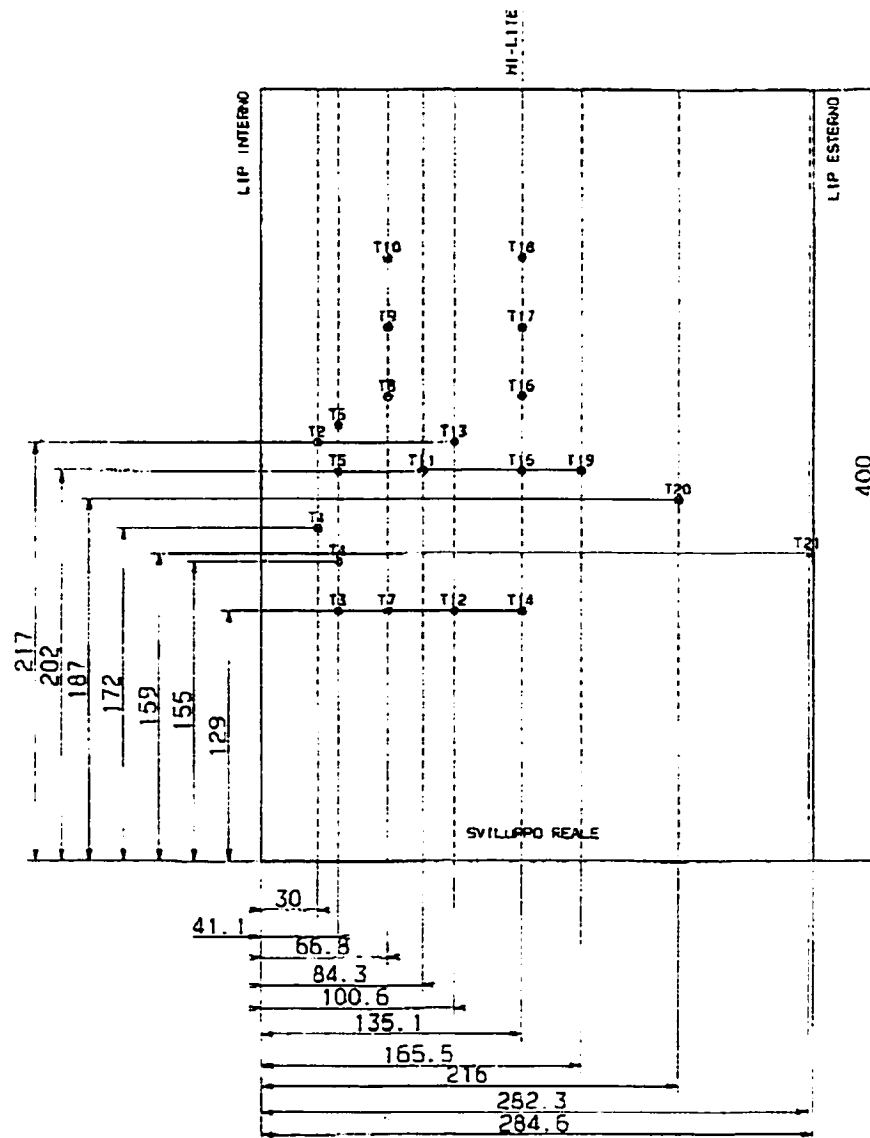 HI-LITE
LIP INTERNO
LIP ESTERNO
T10
T18
T9
T17
T8
T16
T6
T2
T13
T5
T11
T15
T19
T20
400
T1
T21
T4
T3
T7
T12
T14
217
202
187
172
159
155
129
SVILUPPO REALE
30
41.1
66.8
84.3
100.6
135.1
165.5
216
282.3
284.6